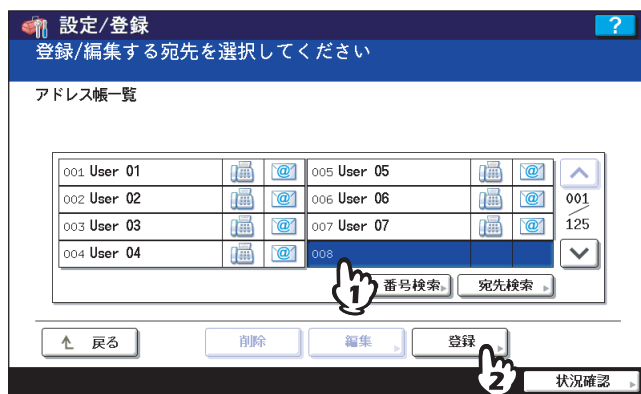 設定/登録
?
登録/編集する宛先を選択してください
アドレス帳一覧
001 User 01
005 User 05
002 User 02
006 User 06
001
003 User 03
007 User 07
125
004 User 04
008
1
番号検索
宛先検索
戻る
削除
編集
登録
2
状況確認